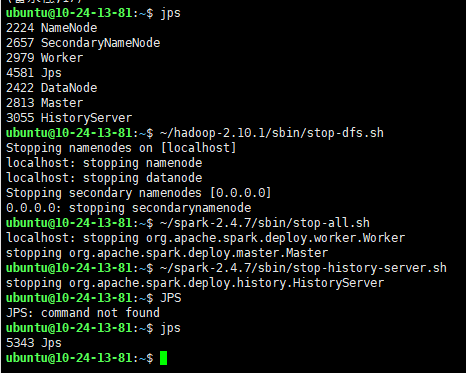 ubuntu@10-24-13-81:~$ jps
2224 NameNode
2657 SecondaryNameNode
2979 Worker
4581 Jps
2422 DataNode
2813 Master
3055 HistoryServer
ubuntu@10-24-13-81:~$ ~/hadoop-2.10.1/sbin/stop-dfs.sh
Stopping namenodes on [localhost]
localhost: stopping namenode
localhost: stopping datanode
Stopping secondary namenodes [0.0.0.0]
0.0.0.0: stopping secondarynamenode
ubuntu@10-24-13-81:~$ ~/spark-2.4.7/sbin/stop-all.sh
localhost: stopping org.apache.spark.deploy.worker.Worker
stopping org.apache.spark.deploy.master.Master
ubuntu@10-24-13-81:~$ ~/spark-2.4.7/sbin/stop-history-server.sh
stopping org.apache.spark.deploy.history.HistoryServer
ubuntu@10-24-13-81:~$ JPS
JPS: command not found
ubuntu@10-24-13-81:~$ jps
5343 Jps
ubuntu@10-24-13-81:~$